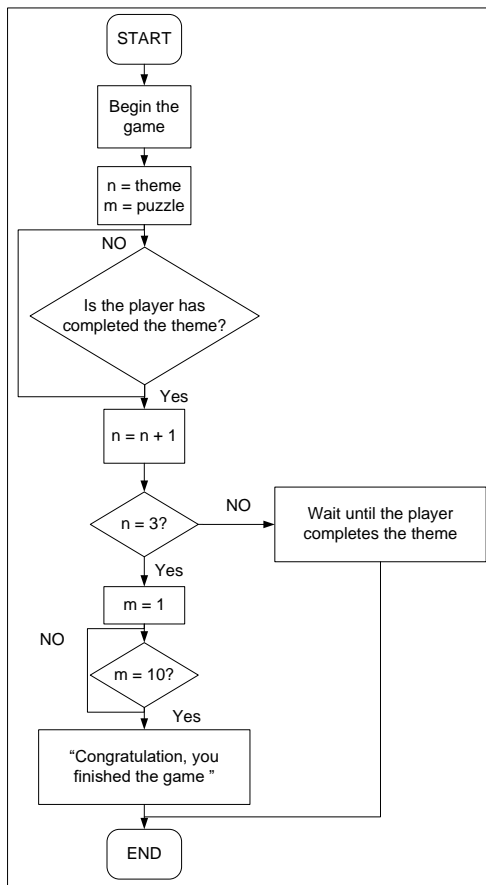 START
Begin the
game
n = theme
m = puzzle
NO
Is the player has
completed the theme?
Yes
n = n + 1
n = 3?
NO
Wait until the player
completes the theme
Yes
m = 1
NO
m = 10?
Yes
“Congratulation, you
finished the game ”
END